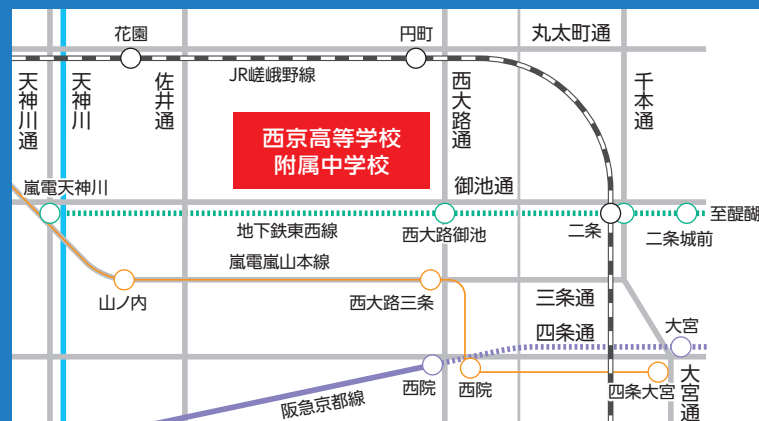 花園
円町
丸太町通
JR嵯峨野線
天神川通
天神川
佐井通
西大路通
千本通
西京高等学校
附属中学校
嵐電天神川
御池通
地下鉄東西線
西大路御池
二条
二条城前
至醍醐
嵐電嵐山本線
山ノ内
西大路三条
三条通
四条通
大宮
西院
西院
四条大宮
大宮通
阪急京都線